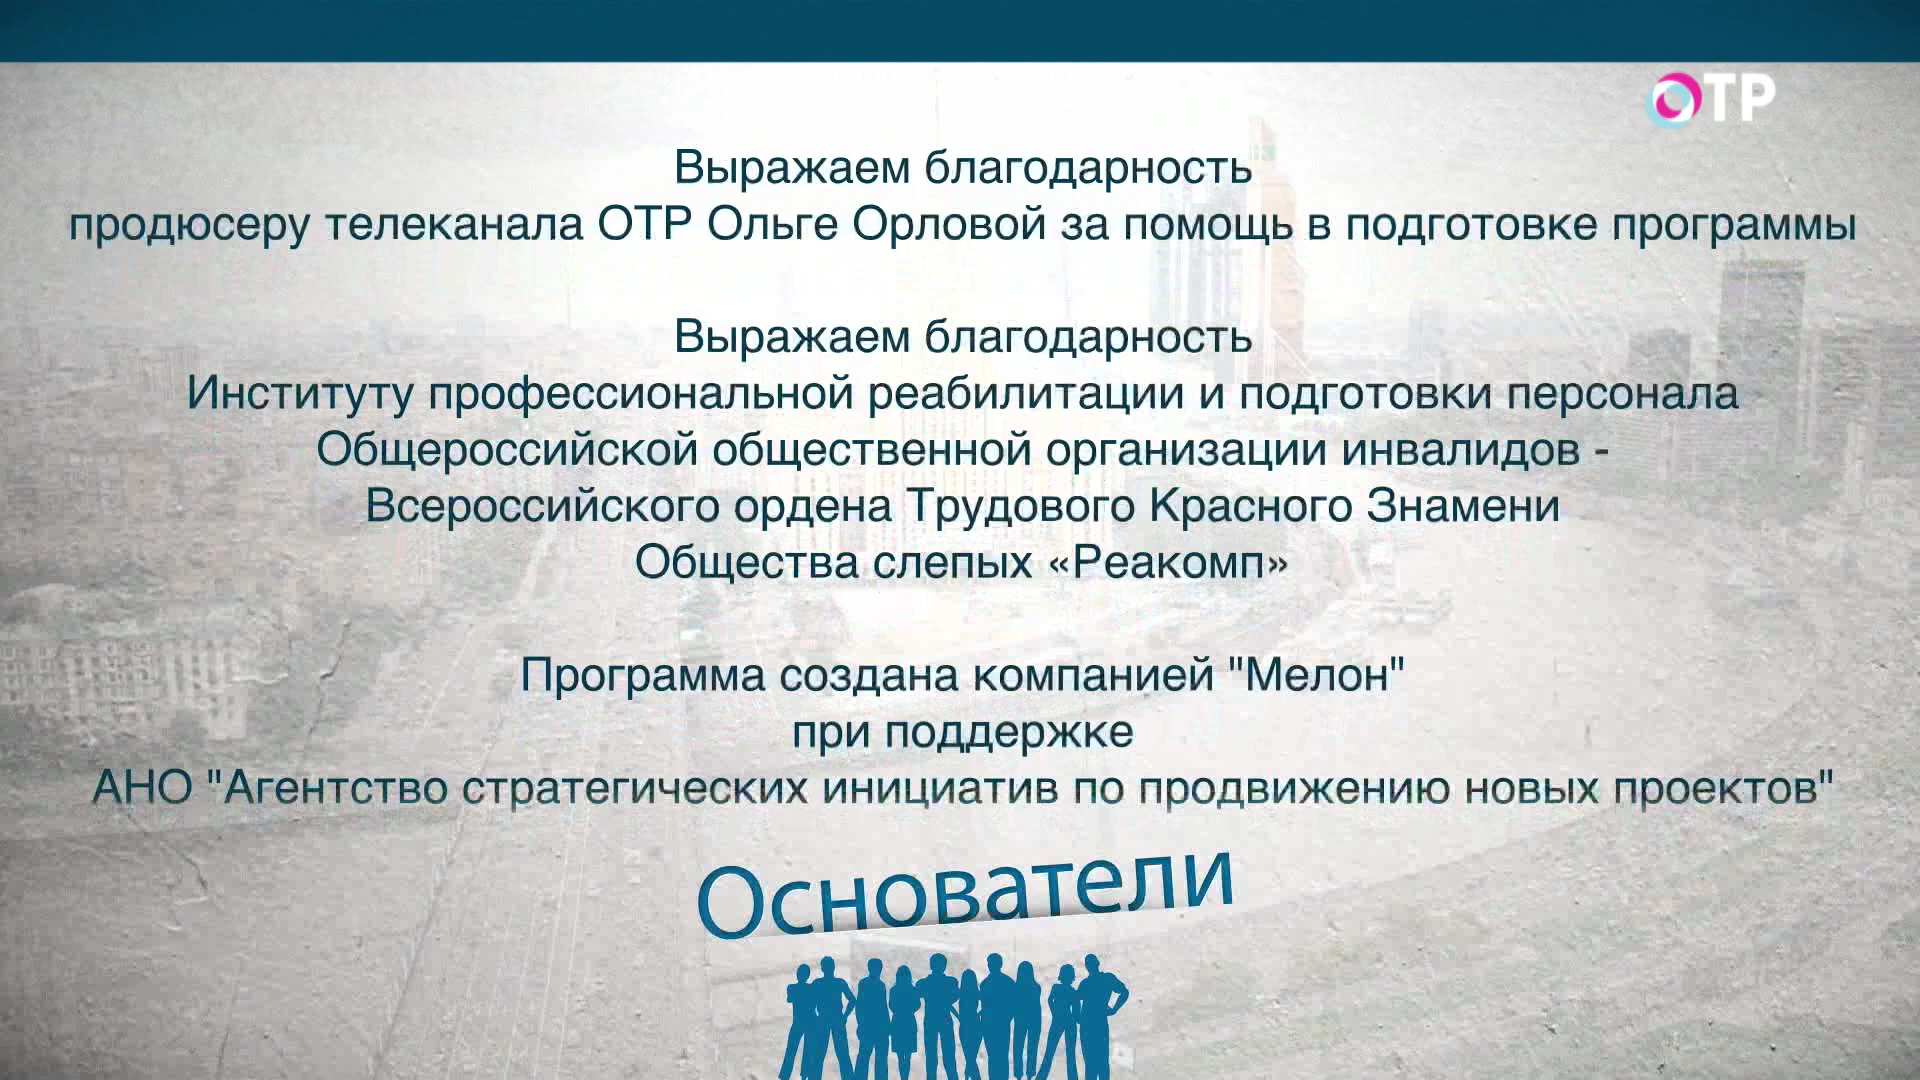 ОТР
Выражаем благодарность
продюсеру телеканала ОТР Ольге Орловой за помощь в подготовке программы
Выражаем благодарность
Институту профессиональной реабилитации и подготовки персонала
Общероссийской общественной организации инвалидов -
Всероссийского ордена Трудового Красного Знамени
Общества слепых «Реакомп»
Программа создана компанией "Мелон"
при поддержке
АНО "Агентство стратегических инициатив по продвижению новых проектов"
Основатели